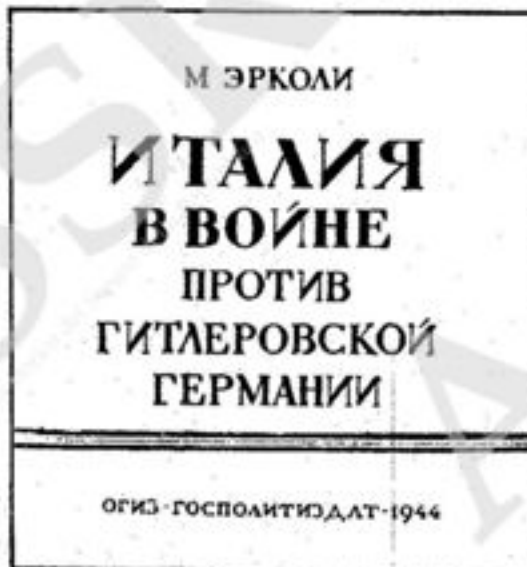 М ЭРКОЛИ
ИТАЛИЯ
В ВОЙНЕ
ПРОТИВ
ГИТЛЕРОВСКОЙ
ГЕРМАНИИ
ОГИЗ·ГОСПОЛИТИЗДАТ·1944